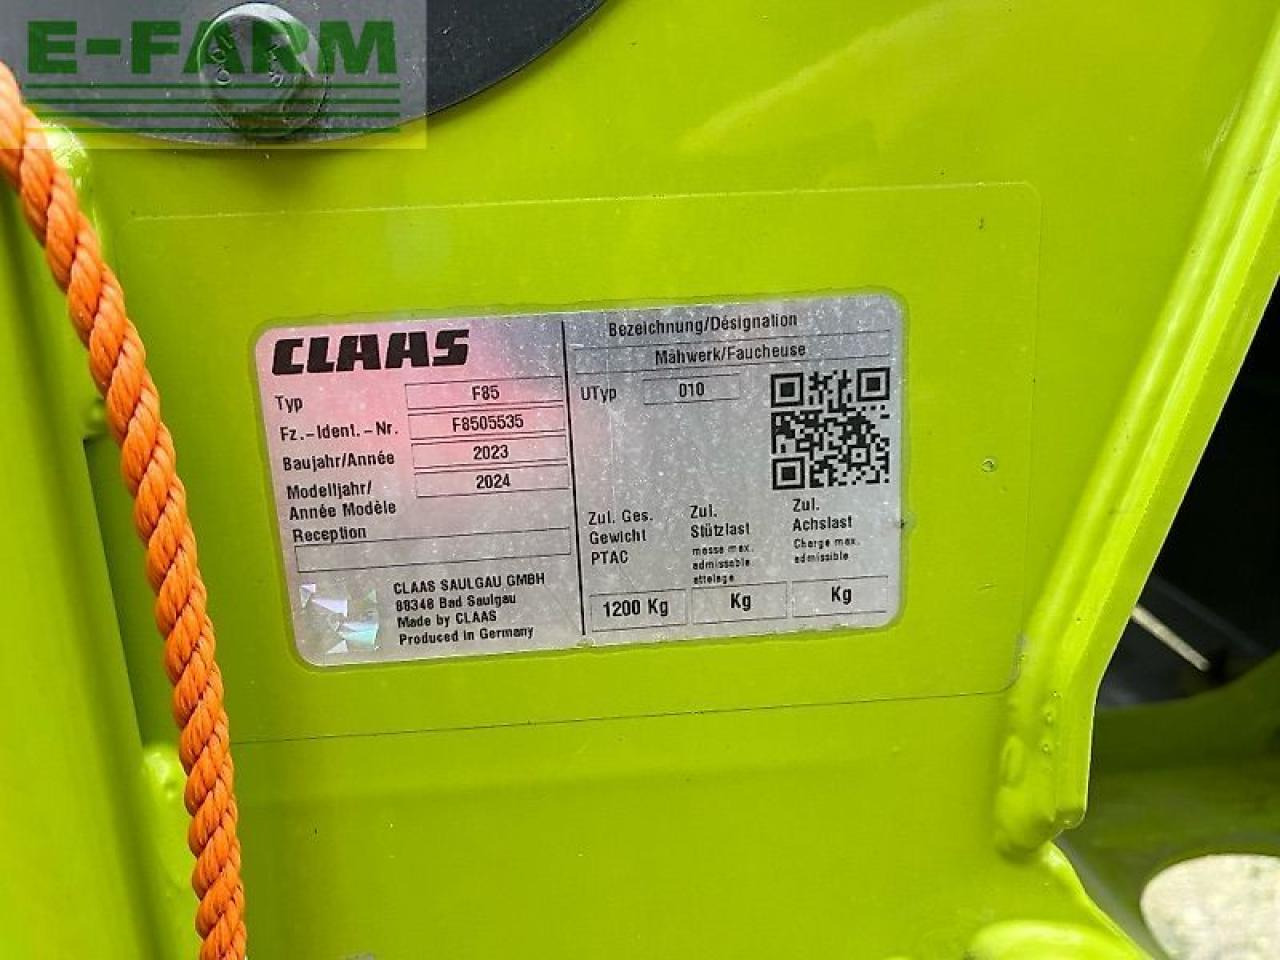 E-FARM
CLAAS
Typ F85
Fz.-Ident.-Nr. F8505535
Baujahr/Année 2023
Modelljahr/ 2024
Année Modèle
Reception
CLAAS SAULGAU GMBH
88348 Bad Saulgau
Made by CLAAS
Produced in Germany
Bezeichnung/Désignation
Mähwerk/Faucheuse
UTyp 010
Zul. Ges.
Gewicht
PTAC
1200 Kg
Zul.
Stützlast
masse max.
admissable
attelage
Kg
Zul.
Achslast
Charge max.
admissible
Kg